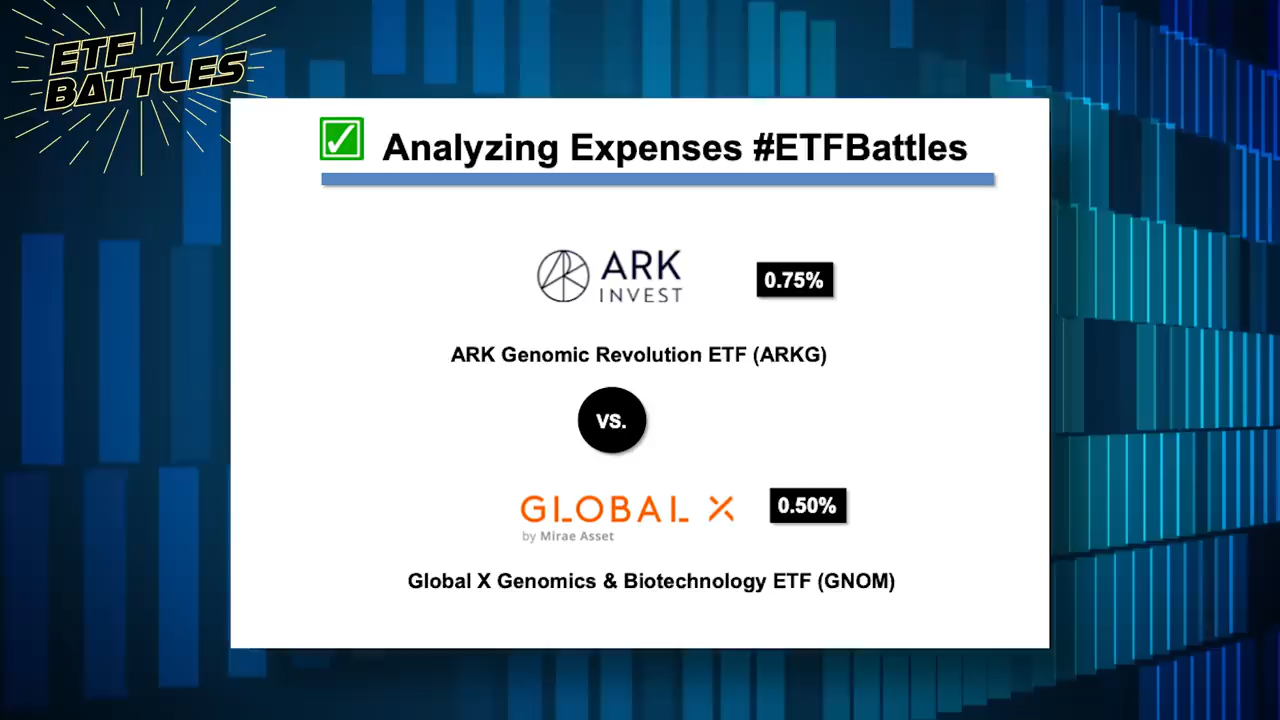 ETF
BATTLES
Analyzing Expenses #ETFBattles
ARK
INVEST
0.75%
ARK Genomic Revolution ETF (ARKG)
VS.
GLOBAL X
by Mirae Asset
0.50%
Global X Genomics & Biotechnology ETF (GNOM)